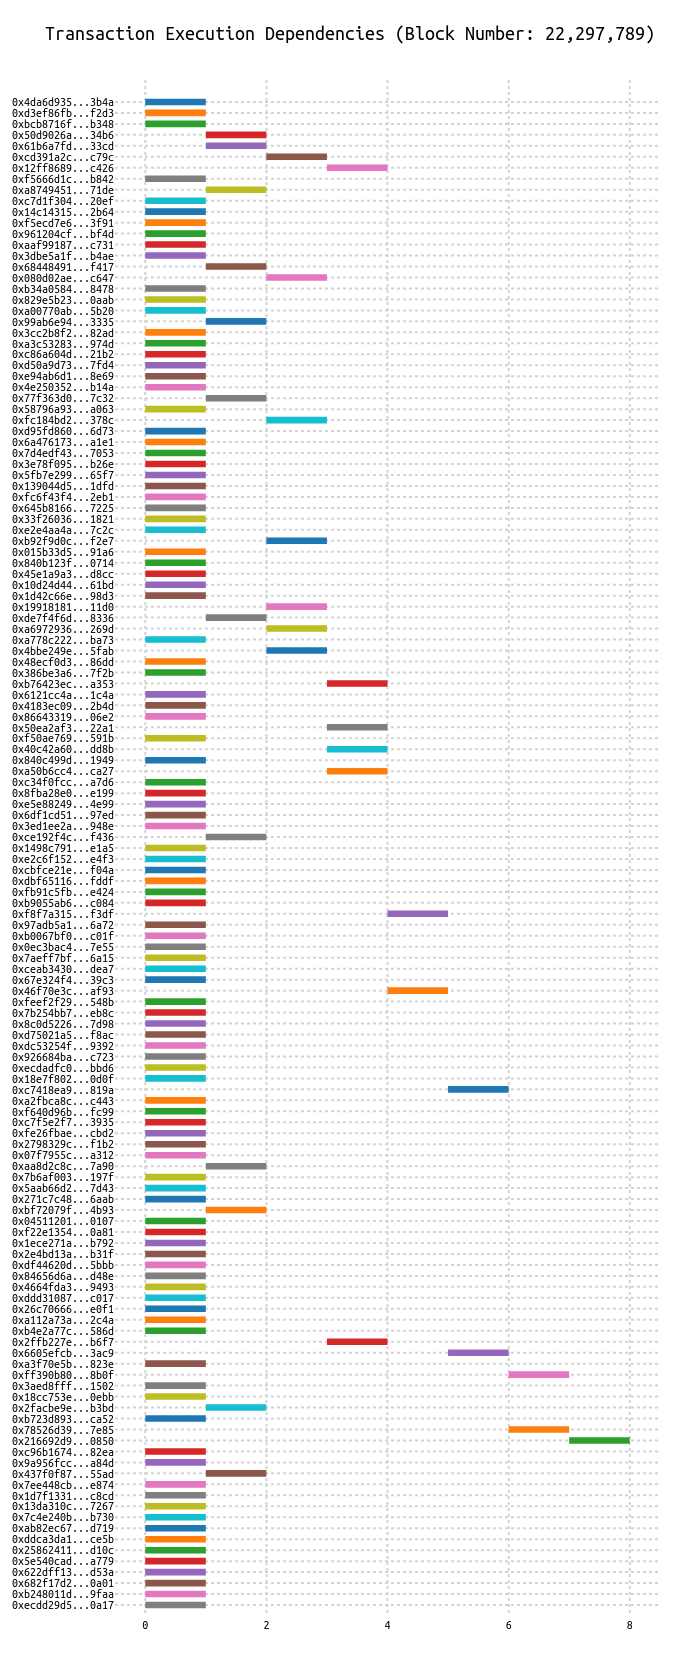 Transaction Execution Dependencies (Block Number: 22,297,789)
0x4da6d935...3b4a
0xd3ef86fb...f2d3
0xbcb8716f...b348
0x50d9026a...34b6
0x61b6a7fd...33cd
0xcd391a2c...c79c
0x12ff8689...c426
0xf5666d1c...b842
0xa8749451...71de
0xc7d1f304...20ef
0x14c14315...2b64
0xf5ecd7e6...3f91
0x961204cf...bf4d
0xaaf99187...c731
0x3dbe5a1f...b4ae
0x68448491...f417
0x080d02ae...c647
0xb34a0584...8478
0x829e5b23...0aab
0xa00770ab...5b20
0x99ab6e94...3335
0x3cc2b8f2...82ad
0xa3c53283...974d
0xc86a604d...21b2
0xd50a9d73...7fd4
0xe94ab6d1...8e69
0x4e250352...b14a
0x77f363d0...7c32
0x58796a93...a063
0xfc184bd2...378c
0xd95fd860...6d73
0x6a476173...a1e1
0x7d4edf43...7053
0x3e78f095...b26e
0x5fb7e299...65f7
0x139044d5...1dfd
0xfc6f43f4...2eb1
0x645b8166...7225
0x33f26036...1821
0xe2e4aa4a...7c2c
0xb92f9d0c...f2e7
0x015b33d5...91a6
0x840b123f...0714
0x45e1a9a3...d8cc
0x10d24d44...61bd
0x1d42c66e...98d3
0x19918181...11d0
0xde7f4f6d...8336
0xa6972936...269d
0xa778c222...ba73
0x4bbe249e...5fab
0x48ecf0d3...86dd
0x386be3a6...7f2b
0xb76423ec...a353
0x6121cc4a...1c4a
0x4183ec09...2b4d
0x86643319...06e2
0x50ea2af3...22a1
0xf50ae769...591b
0x40c42a60...dd8b
0x840c499d...1949
0xa50b6cc4...ca27
0xc34f0fcc...a7d6
0x8fba28e0...e199
0xe5e88249...4e99
0x6df1cd51...97ed
0x3ed1ee2a...948e
0xce192f4c...f436
0x1498c791...e1a5
0xe2c6f152...e4f3
0xcbfce21e...f04a
0xdbf65116...fddf
0xfb91c5fb...e424
0xb9055ab6...c084
0xf8f7a315...f3df
0x97adb5a1...6a72
0xb0067bf0...c01f
0x0ec3bac4...7e55
0x7aeff7bf...6a15
0xceab3430...dea7
0x67e324f4...39c3
0x46f70e3c...af93
0xfeef2f29...548b
0x7b254bb7...eb8c
0x8c0d5226...7d98
0xd75021a5...f8ac
0xdc53254f...9392
0x926684ba...c723
0xecdadfc0...bbd6
0x18e7f802...0d0f
0xc7418ea9...819a
0xa2fbca8c...c443
0xf640d96b...fc99
0xc7f5e2f7...3935
0xfe26fbae...cbd2
0x2798329c...f1b2
0x07f7955c...a312
0xaa8d2c8c...7a90
0x7b6af003...197f
0x5aab66d2...7d43
0x271c7c48...6aab
0xbf72079f...4b93
0x04511201...0107
0xf22e1354...0a81
0x1ece271a...b792
0x2e4bd13a...b31f
0xdf44620d...5bbb
0x84656d6a...d48e
0x4664fda3...9493
0xddd31087...c017
0x26c70666...e0f1
0xa112a73a...2c4a
0xb4e2a77c...586d
0x2ffb227e...b6f7
0x6605efcb...3ac9
0xa3f70e5b...823e
0xff390b80...8b0f
0x3aed8fff...1502
0x18cc753e...0ebb
0x2facbe9e...b3bd
0xb723d893...ca52
0x78526d39...7e85
0x216692d9...0850
0xc96b1674...82ea
0x9a956fcc...a84d
0x437f0f87...55ad
0x7ee448cb...e874
0x1d7f1331...c8cd
0x13da310c...7267
0x7c4e240b...b730
0xab82ec67...d719
0xddca3da1...ce5b
0x25862411...d10c
0x5e540cad...a779
0x622dff13...d53a
0x682f17d2...0a01
0xb248011d...9faa
0xecdd29d5...0a17
0 2 4 6 8